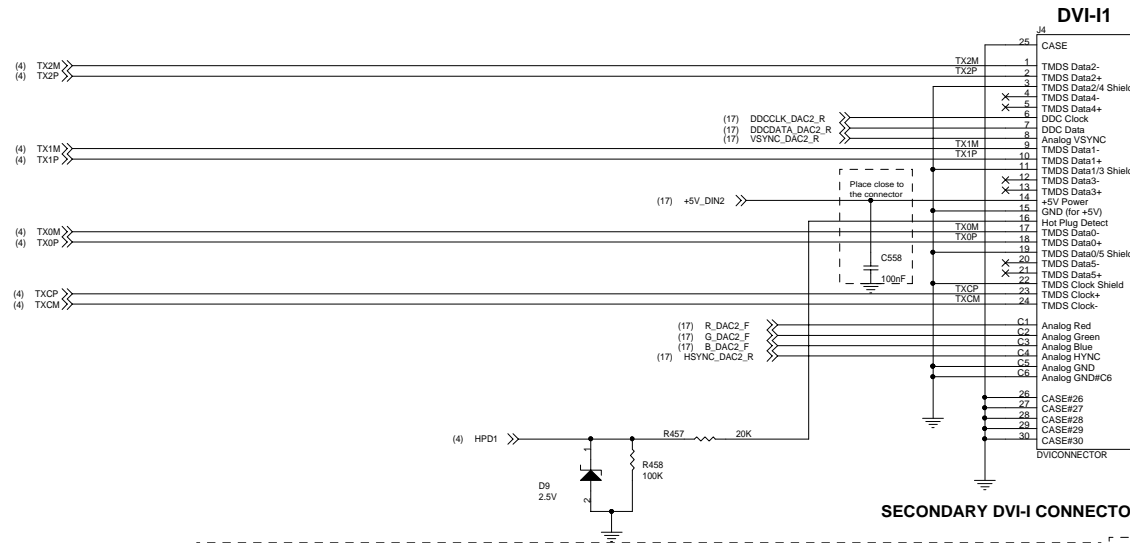 DVI-I1
J4
25 CASE
(4) TX2M TX2M 1 TMDS Data2-
(4) TX2P TX2P 2 TMDS Data2+
3 TMDS Data2/4 Shield
4 TMDS Data4-
5 TMDS Data4+
(17) DDCCLK_DAC2_R 6 DDC Clock
(17) DDCDATA_DAC2_R 7 DDC Data
(17) VSYNC_DAC2_R 8 Analog VSYNC
(4) TX1M TX1M 9 TMDS Data1-
(4) TX1P TX1P 10 TMDS Data1+
11 TMDS Data1/3 Shield
12 TMDS Data3-
13 TMDS Data3+
Place close to
the connector
(17) +5V_DIN2 14 +5V Power
15 GND (for +5V)
16 Hot Plug Detect
(4) TX0M TX0M 17 TMDS Data0-
(4) TX0P TX0P 18 TMDS Data0+
19 TMDS Data0/5 Shield
C558
100nF
20 TMDS Data5-
21 TMDS Data5+
22 TMDS Clock Shield
(4) TXCP TXCP 23 TMDS Clock+
(4) TXCM TXCM 24 TMDS Clock-
(17) R_DAC2_F C1 Analog Red
(17) G_DAC2_F C2 Analog Green
(17) B_DAC2_F C3 Analog Blue
(17) HSYNC_DAC2_R C4 Analog HYNC
C5 Analog GND
C6 Analog GND#C6
26 CASE#26
27 CASE#27
28 CASE#28
29 CASE#29
30 CASE#30
DVICONNECTOR
(4) HPD1 R457 20K
1
R458
100K
D9
2.5V
2
SECONDARY DVI-I CONNECTO